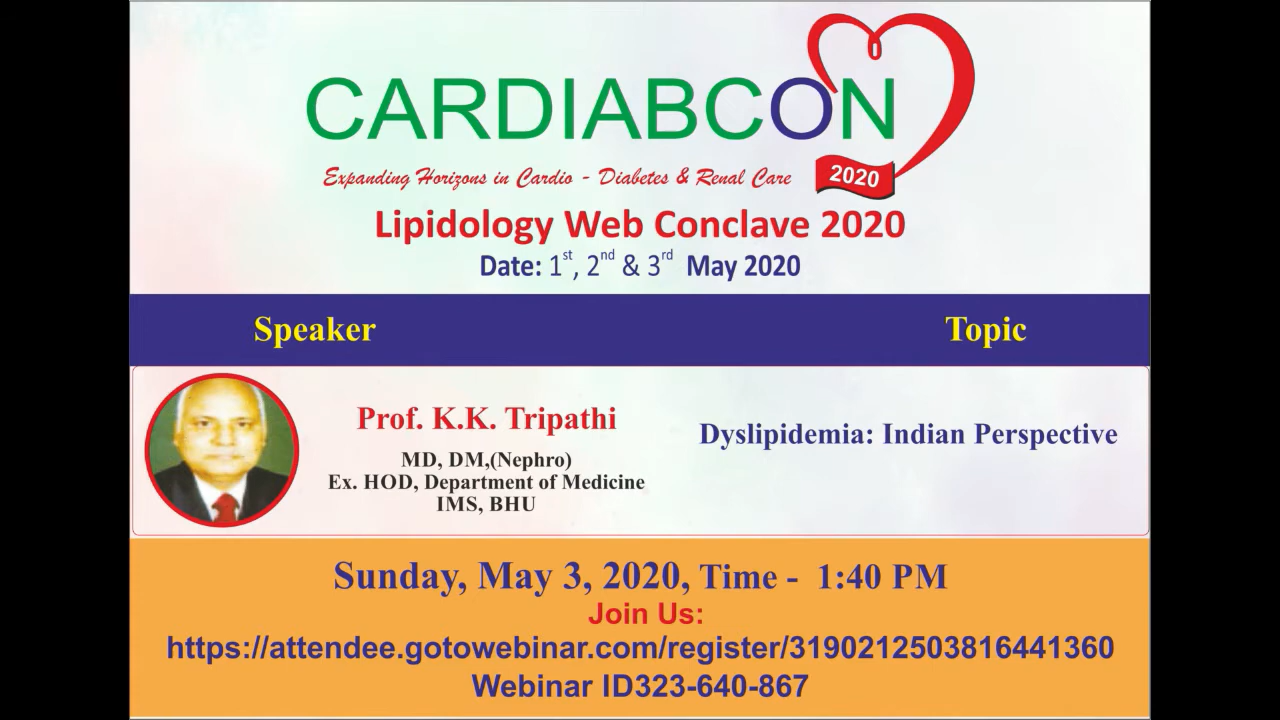 CARDIABCON
Expanding Horizons in Cardio - Diabetes & Renal Care
2020
Lipidology Web Conclave 2020
Date: 1st, 2nd & 3rd May 2020
Speaker
Topic
Prof. K.K. Tripathi
MD, DM,(Nephro)
Ex. HOD, Department of Medicine
IMS, BHU
Dyslipidemia: Indian Perspective
Sunday, May 3, 2020, Time - 1:40 PM
Join Us:
https://attendee.gotowebinar.com/register/3190212503816441360
Webinar ID323-640-867